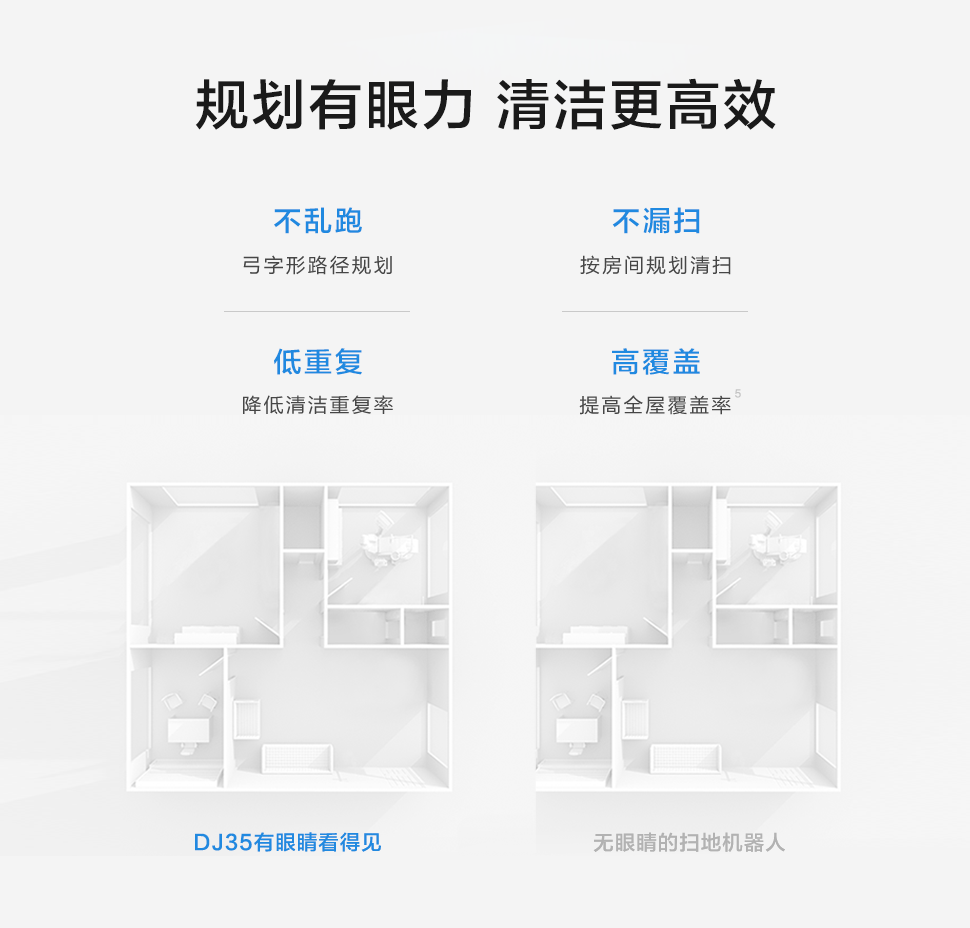 规划有眼力 清洁更高效
不乱跑
弓字形路径规划
不漏扫
按房间规划清扫
低重复
降低清洁重复率
高覆盖
提高全屋覆盖率5
DJ35有眼睛看得见
无眼睛的扫地机器人